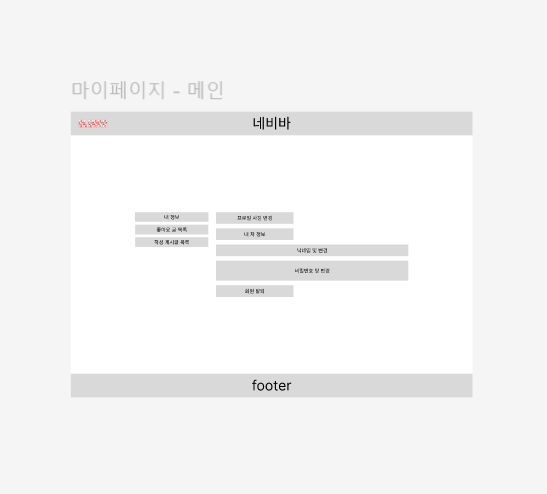 마이페이지 - 메인
네비바
내 정보
좋아요 글 목록
작성 게시글 목록
프로필 사진 변경
내 차 정보
닉네임 및 변경
비밀번호 및 변경
회원 탈퇴
footer